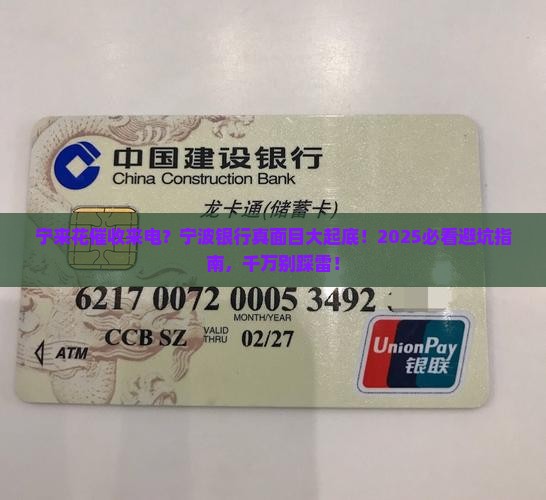 中国建设银行
China Construction Bank
龙卡通(储蓄卡)
宁来花催收来电？宁波银行真面目大起底！2025必看避坑指
南，千万别踩雷！
6217 0072 0005 3492
MONTH/YEAR
CCB SZ VALID THRU 02/27
ATM
UnionPay
银联